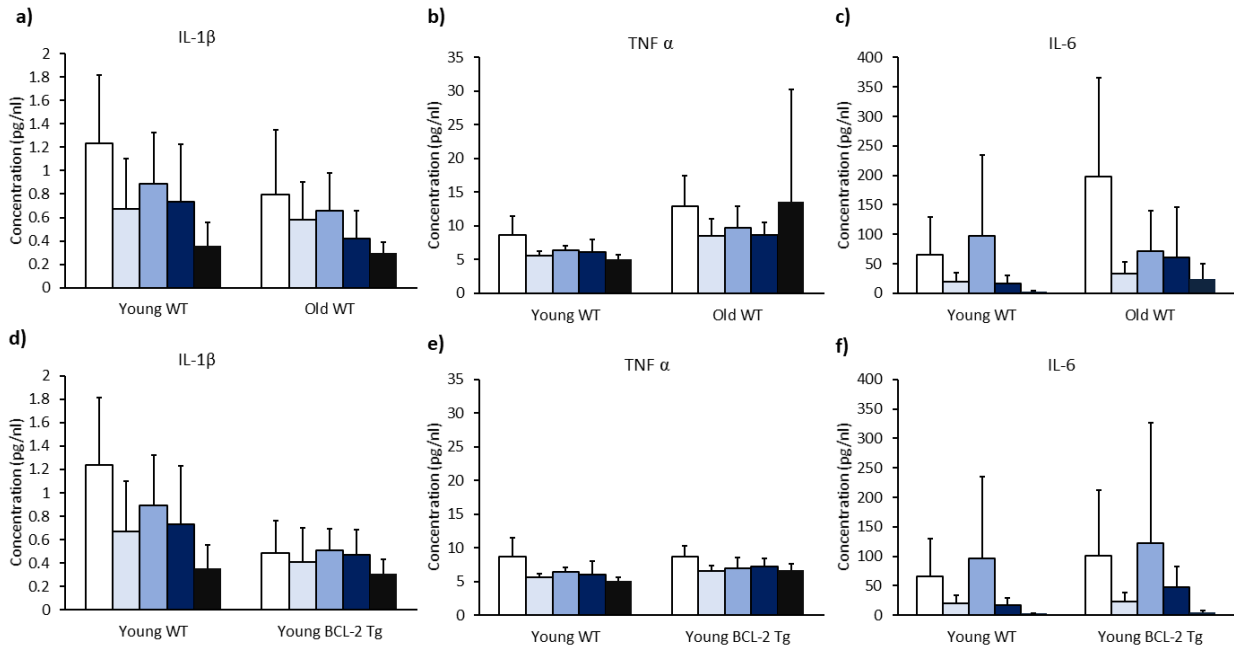 a)
IL-1β
Concentration (pg/nl)
2
1.8
1.6
1.4
1.2
1
0.8
0.6
0.4
0.2
0
Young WT
Old WT
b)
TNF α
Concentration (pg/nl)
35
30
25
20
15
10
5
0
Young WT
Old WT
c)
IL-6
Concentration (pg/nl)
400
350
300
250
200
150
100
50
0
Young WT
Old WT
d)
IL-1β
Concentration (pg/nl)
2
1.8
1.6
1.4
1.2
1
0.8
0.6
0.4
0.2
0
Young WT
Young BCL-2 Tg
e)
TNF α
Concentration (pg/nl)
35
30
25
20
15
10
5
0
Young WT
Young BCL-2 Tg
f)
IL-6
Concentration (pg/nl)
400
350
300
250
200
150
100
50
0
Young WT
Young BCL-2 Tg